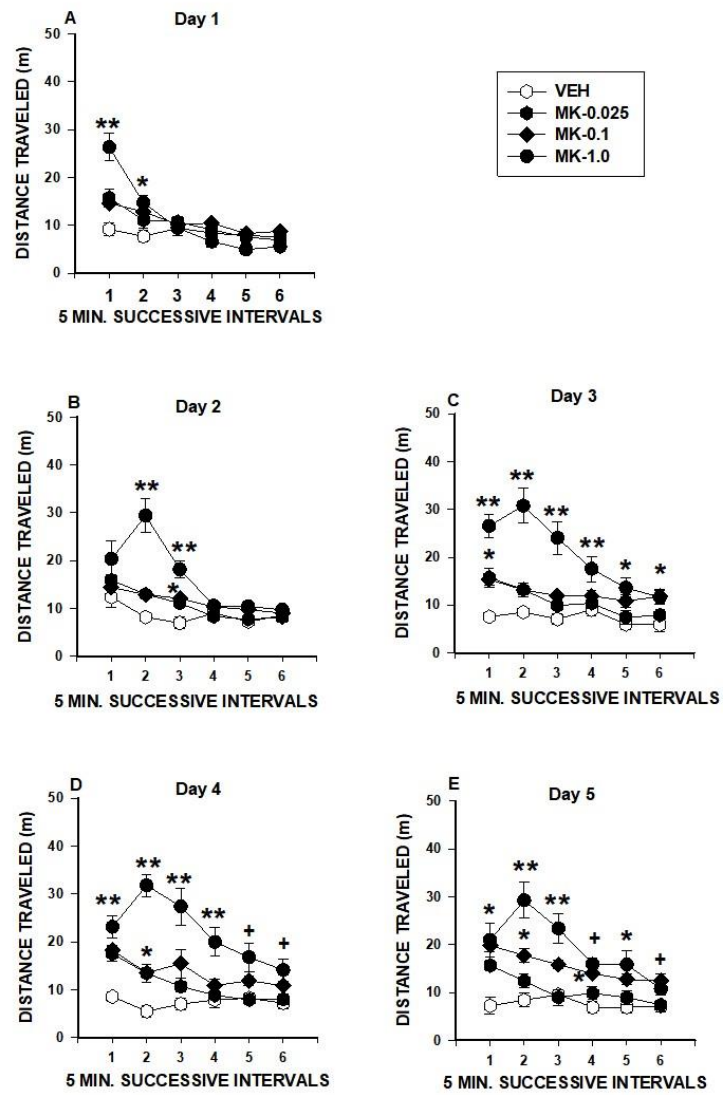 A
Day 1
50
40
30
20
10
0
DISTANCE TRAVELED (m)
**
*
1 2 3 4 5 6
5 MIN. SUCCESSIVE INTERVALS
VEH
MK-0.025
MK-0.1
MK-1.0
B
Day 2
50
40
30
20
10
0
DISTANCE TRAVELED (m)
**
**
*
1 2 3 4 5 6
5 MIN. SUCCESSIVE INTERVALS
C
Day 3
50
40
30
20
10
0
DISTANCE TRAVELED (m)
** ** ** ** * *
*
1 2 3 4 5 6
5 MIN. SUCCESSIVE INTERVALS
D
Day 4
50
40
30
20
10
0
DISTANCE TRAVELED (m)
** ** ** ** + +
*
1 2 3 4 5 6
5 MIN. SUCCESSIVE INTERVALS
E
Day 5
50
40
30
20
10
0
DISTANCE TRAVELED (m)
* ** ** + * +
* *
1 2 3 4 5 6
5 MIN. SUCCESSIVE INTERVALS